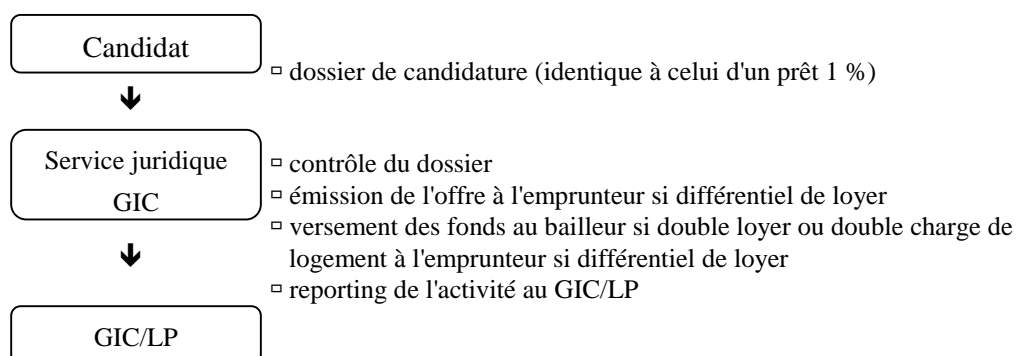 Candidat
▫ dossier de candidature (identique à celui d'un prêt 1 %)
Service juridique
GIC
▫ contrôle du dossier
▫ émission de l'offre à l'emprunteur si différentiel de loyer
▫ versement des fonds au bailleur si double loyer ou double charge de
logement à l'emprunteur si différentiel de loyer
▫ reporting de l'activité au GIC/LP
GIC/LP